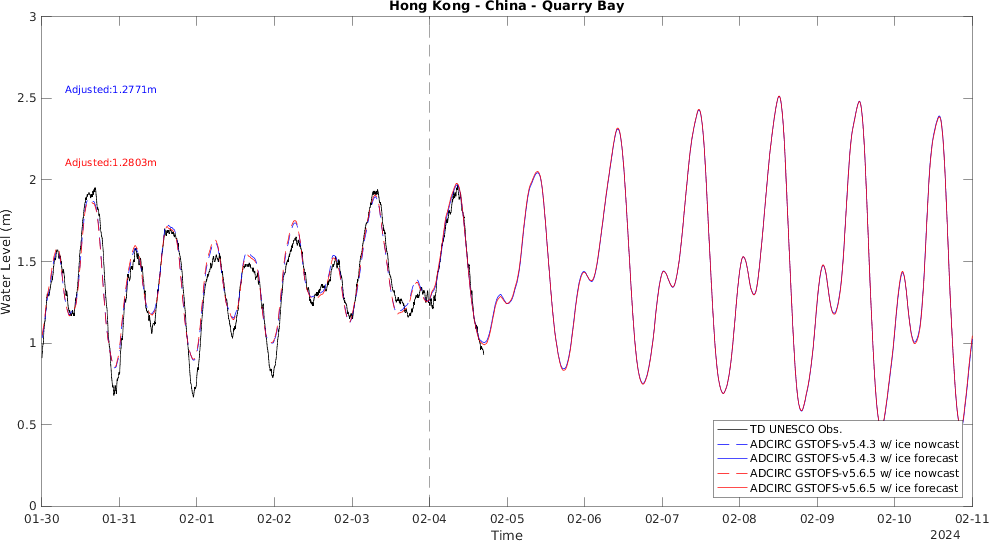 Hong Kong - China - Quarry Bay
3
2.5
2
1.5
1
0.5
0
Water Level (m)
Adjusted:1.2771m
Adjusted:1.2803m
TD UNESCO Obs.
ADCIRC GSTOFS-v5.4.3 w/ ice nowcast
ADCIRC GSTOFS-v5.4.3 w/ ice forecast
ADCIRC GSTOFS-v5.6.5 w/ ice nowcast
ADCIRC GSTOFS-v5.6.5 w/ ice forecast
01-30 01-31 02-01 02-02 02-03 02-04 02-05 02-06 02-07 02-08 02-09 02-10 02-11
Time
2024